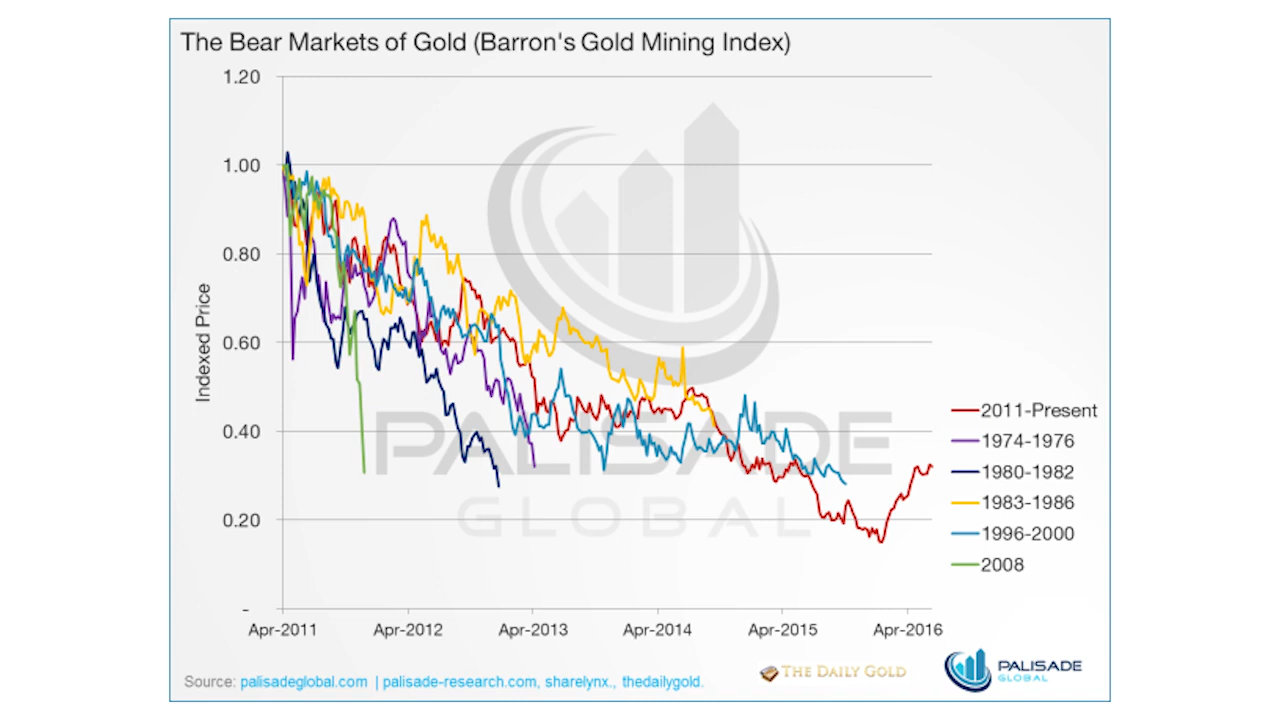 The Bear Markets of Gold (Barron's Gold Mining Index)
1.20
1.00
0.80
0.60
0.40
0.20
-
Indexed Price
Apr-2011 Apr-2012 Apr-2013 Apr-2014 Apr-2015 Apr-2016
2011-Present
1974-1976
1980-1982
1983-1986
1996-2000
2008
PALISADE
GLOBAL
Source: palisadeglobal.com | palisade-research.com, sharelynx., thedailygold.
THE DAILY GOLD
PALISADE
GLOBAL